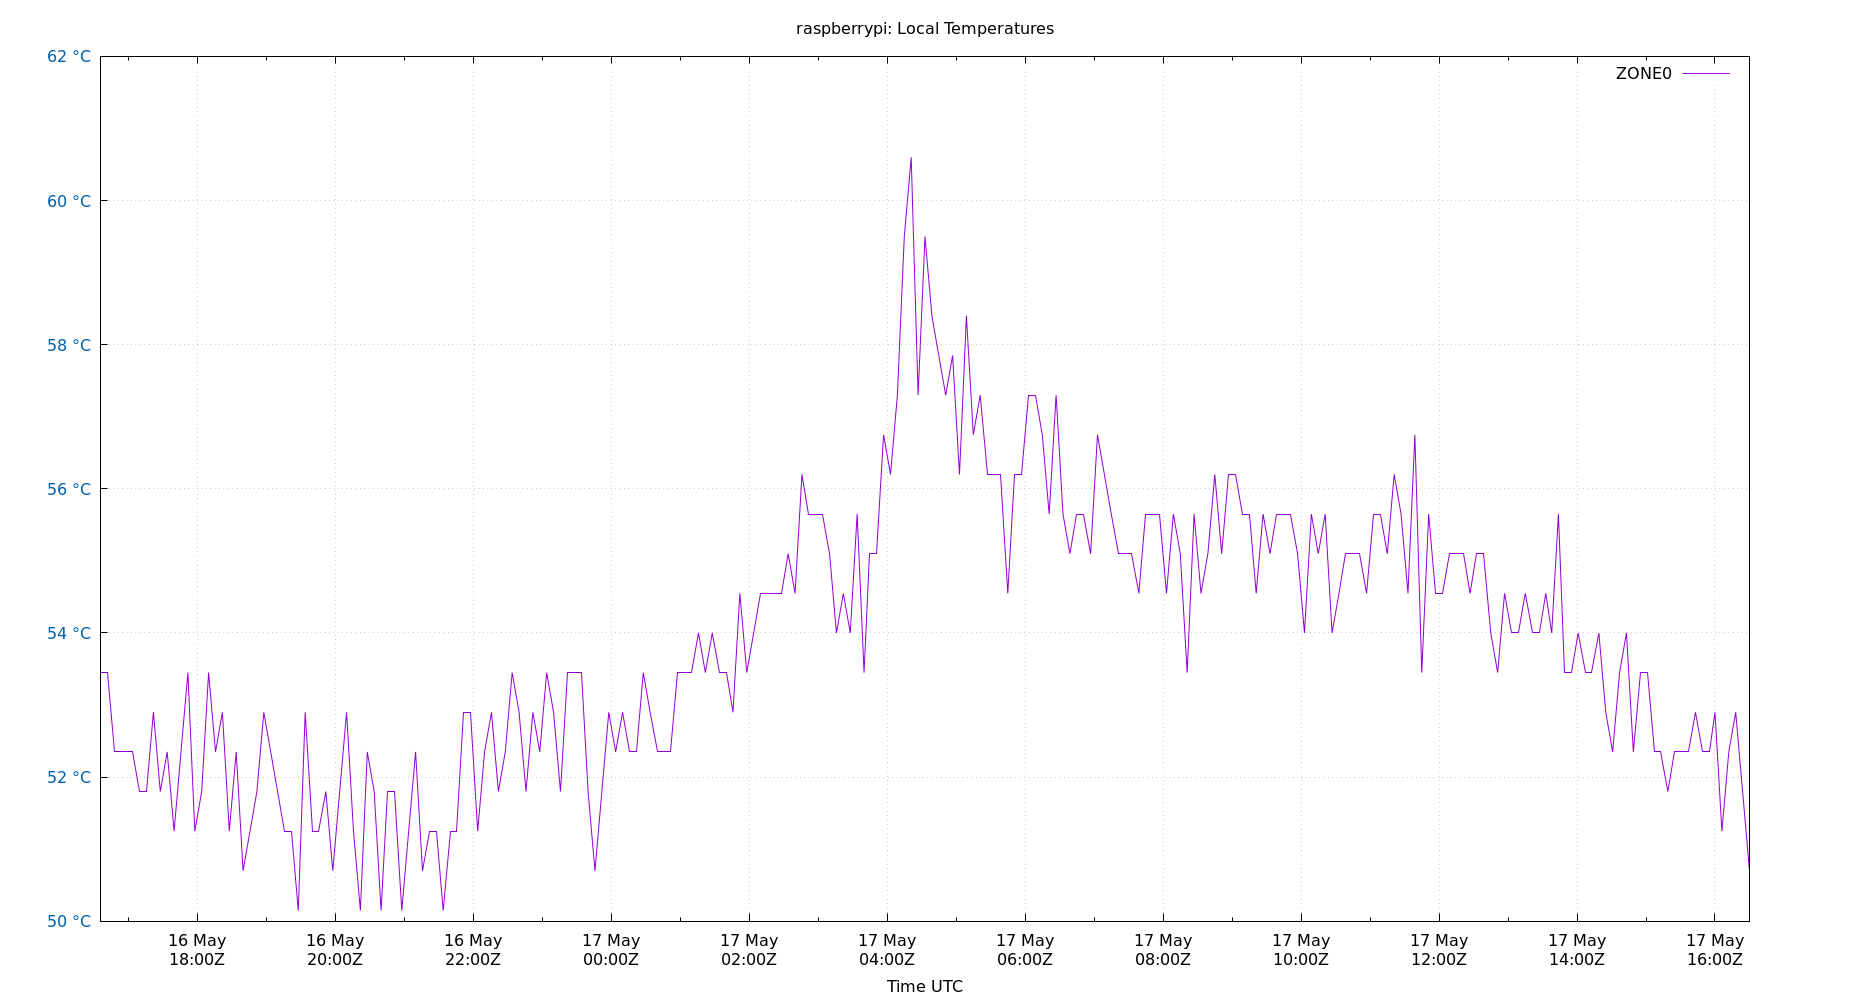 raspberrypi: Local Temperatures
62 °C
ZONE0
60 °C
58 °C
56 °C
54 °C
52 °C
50 °C
16 May 16 May 16 May 17 May 17 May 17 May 17 May 17 May 17 May 17 May 17 May 17 May
18:00Z 20:00Z 22:00Z 00:00Z 02:00Z 04:00Z 06:00Z 08:00Z 10:00Z 12:00Z 14:00Z 16:00Z
Time UTC